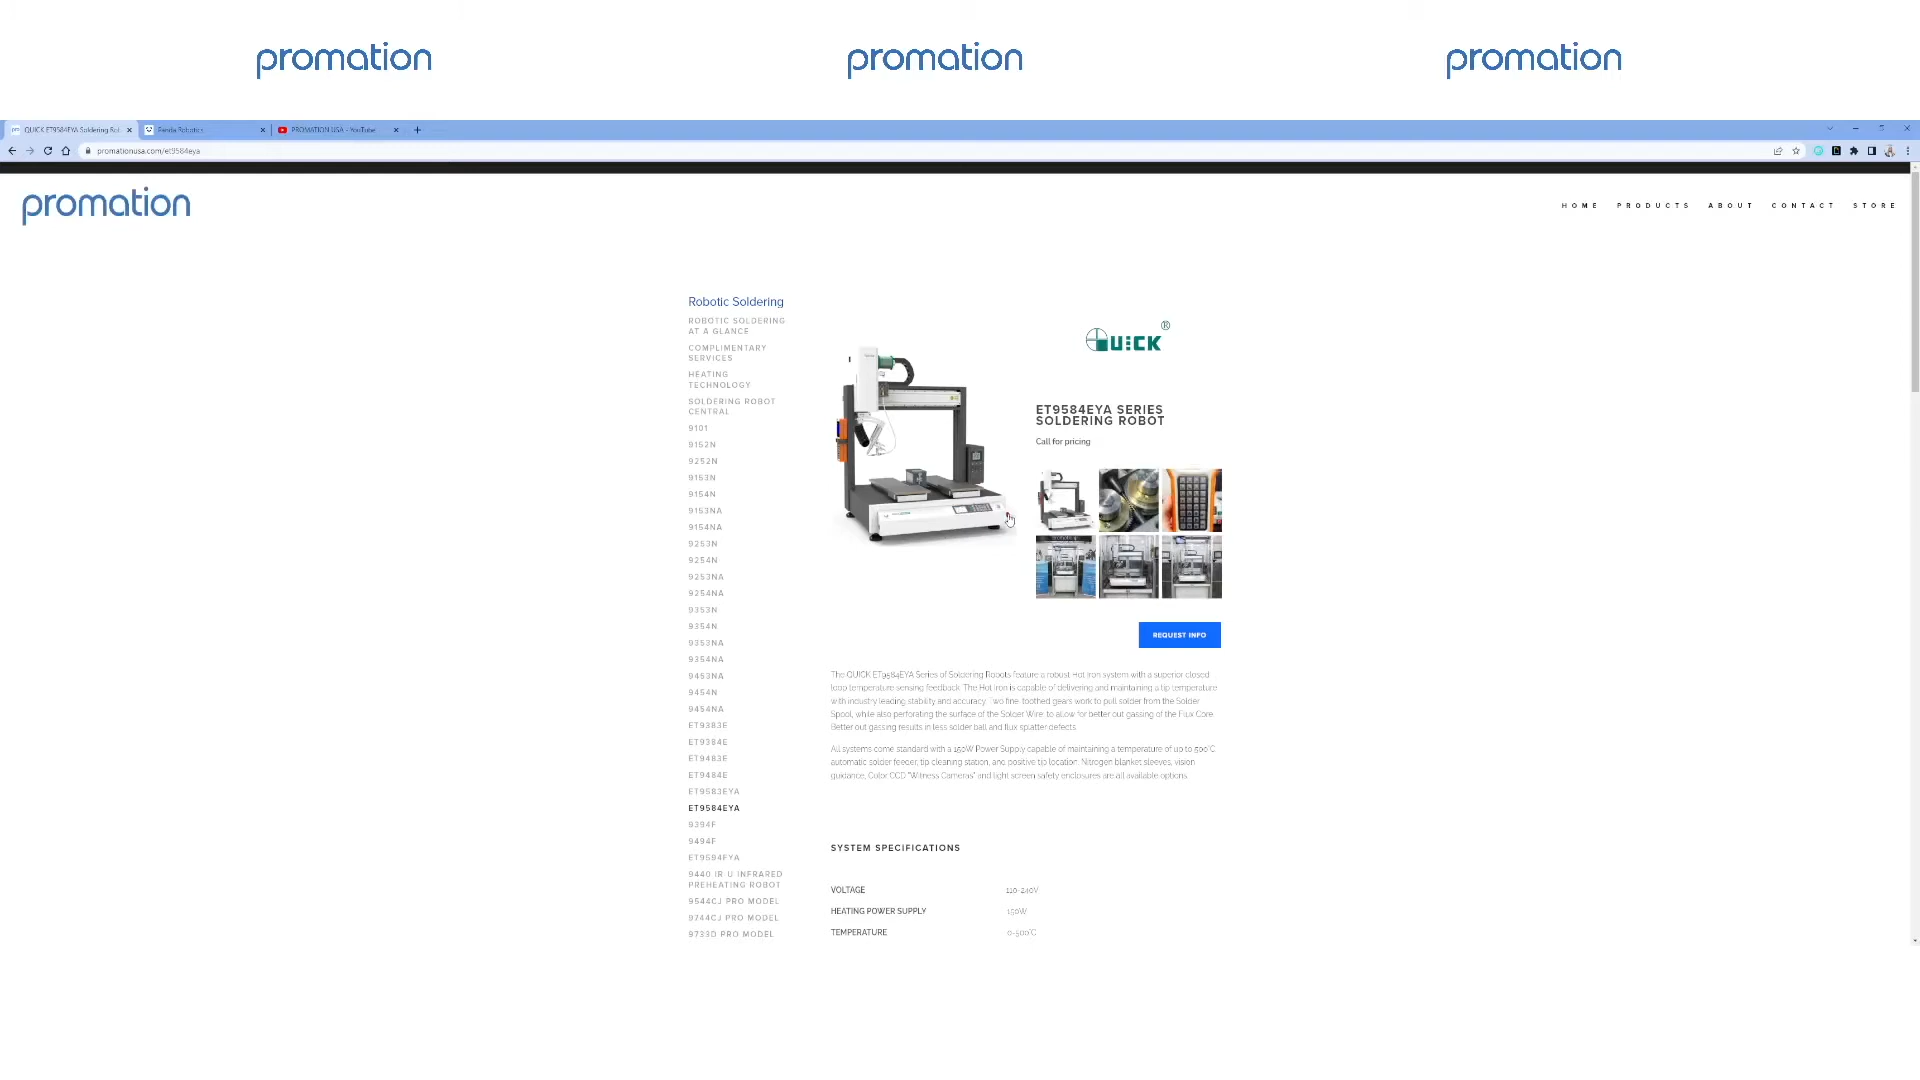 promation promation promation
QUICK ET9584EYA Soldering Rob
Panda Robotics
PROMATION USA - YouTube
promationusa.com/et9584eya
promation
HOME PRODUCTS ABOUT CONTACT STORE
Robotic Soldering
ROBOTIC SOLDERING
AT A GLANCE
COMPLIMENTARY
SERVICES
HEATING
TECHNOLOGY
SOLDERING ROBOT
CENTRAL
9101
9152N
9252N
9153N
9154N
9153NA
9154NA
9253N
9254N
9253NA
9254NA
9353N
9354N
9353NA
9354NA
9453NA
9454N
9454NA
ET9383E
ET9384E
ET9483E
ET9484E
ET9583EYA
ET9584EYA
9394F
9494F
ET9594FYA
9440 IR-U INFRARED
PREHEATING ROBOT
9544CJ PRO MODEL
9744CJ PRO MODEL
9733D PRO MODEL
QUICK®
ET9584EYA SERIES
SOLDERING ROBOT
Call for pricing
REQUEST INFO
The QUICK ET9584EYA Series of Soldering Robots feature a robust Hot Iron system with a superior closed
loop temperature sensing feedback. The Hot Iron is capable of delivering and maintaining a tip temperature
with industry leading stability and accuracy. Two fine-toothed gears work to pull solder from the Solder
Spool, while also perforating the surface of the Solder Wire, to allow for better out gassing of the Flux Core.
Better out gassing results in less solder ball and flux splatter defects.
All systems come standard with a 150W Power Supply capable of maintaining a temperature of up to 500°C,
automatic solder feeder, tip cleaning station, and positive tip location. Nitrogen blanket sleeves, vision
guidance, Color CCD "Witness Cameras" and light screen safety enclosures are all available options.
SYSTEM SPECIFICATIONS
VOLTAGE 110-240V
HEATING POWER SUPPLY 150W
TEMPERATURE 0-500°C